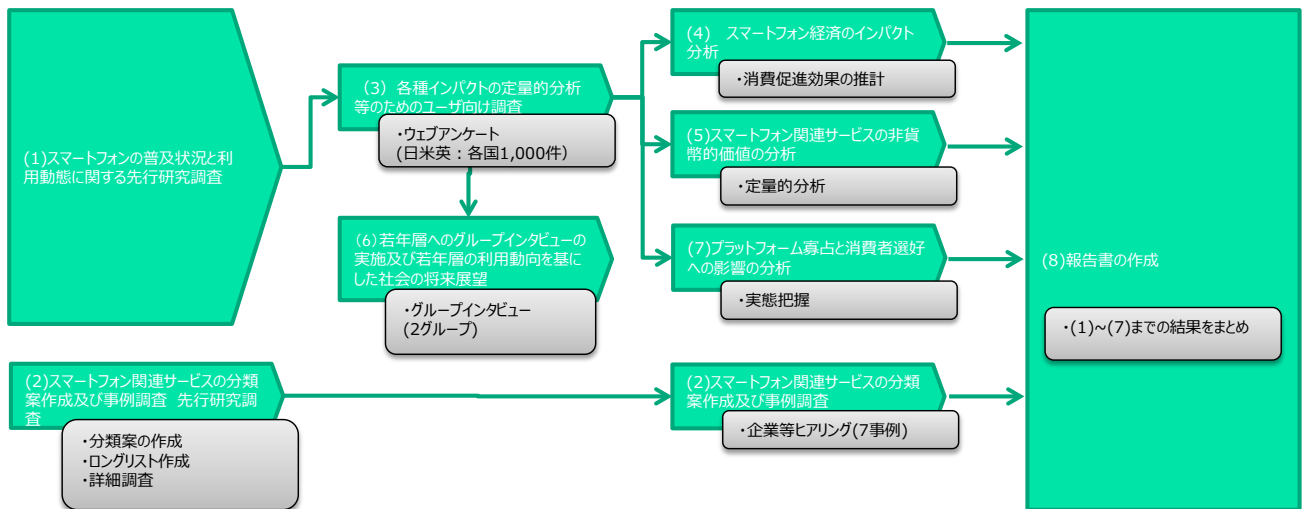 (1)スマートフォンの普及状況と利
用動態に関する先行研究調査
(2)スマートフォン関連サービスの分類
案作成及び事例調査 先行研究調
査
・分類案の作成
・ロングリスト作成
・詳細調査
(3) 各種インパクトの定量的分析
等のためのユーザ向け調査
・ウェブアンケート
(日米英：各国1,000件)
(6)若年層へのグループインタビューの
実施及び若年層の利用動向を基に
した社会の将来展望
・グループインタビュー
(2グループ)
(4) スマートフォン経済のインパクト
分析
・消費促進効果の推計
(5)スマートフォン関連サービスの非貨
幣的価値の分析
・定量的分析
(7)プラットフォーム寡占と消費者選好
への影響の分析
・実態把握
(2)スマートフォン関連サービスの分類
案作成及び事例調査
・企業等ヒアリング(7事例)
(8)報告書の作成
・(1)~(7)までの結果をまとめ